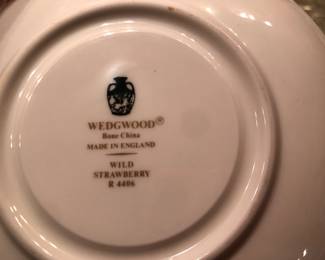 WEDGWOOD®
Bone China
MADE IN ENGLAND
WILD
STRAWBERRY
R 4406